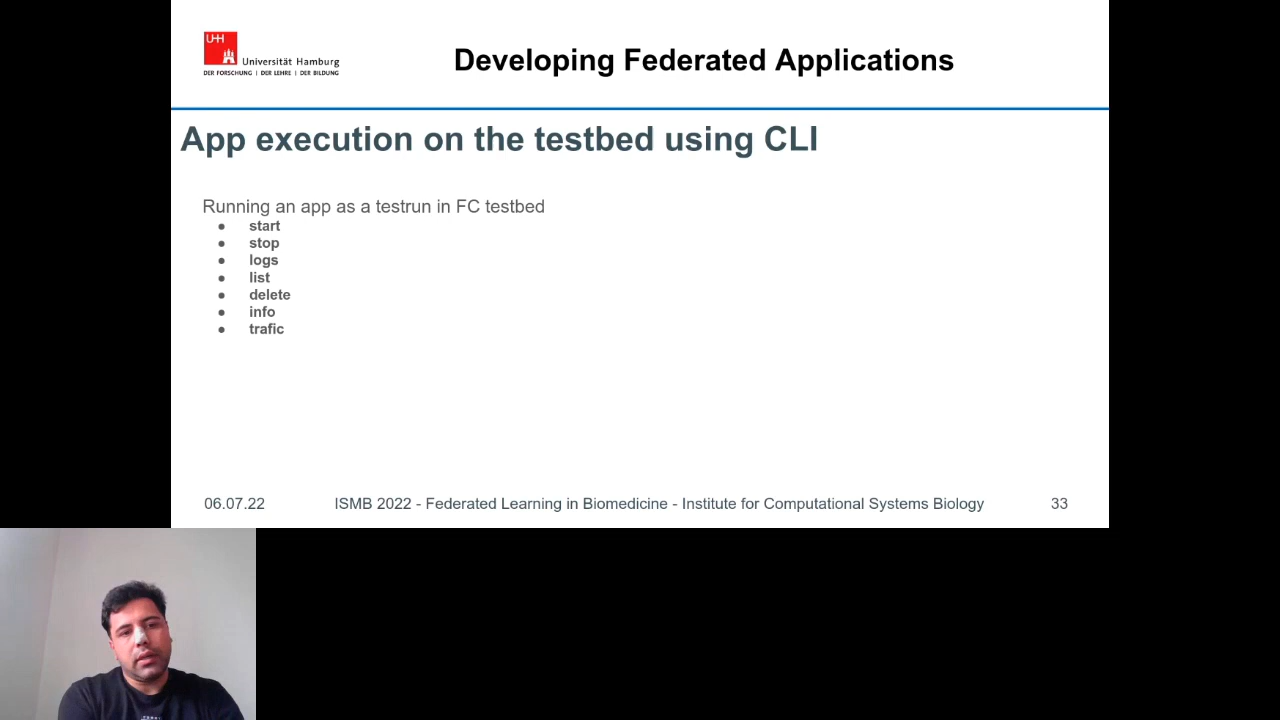 UHH
Universität Hamburg
DER FORSCHUNG | DER LEHRE | DER BILDUNG
Developing Federated Applications
App execution on the testbed using CLI
Running an app as a testrun in FC testbed
● start
● stop
● logs
● list
● delete
● info
● trafic
06.07.22 ISMB 2022 - Federated Learning in Biomedicine - Institute for Computational Systems Biology 33